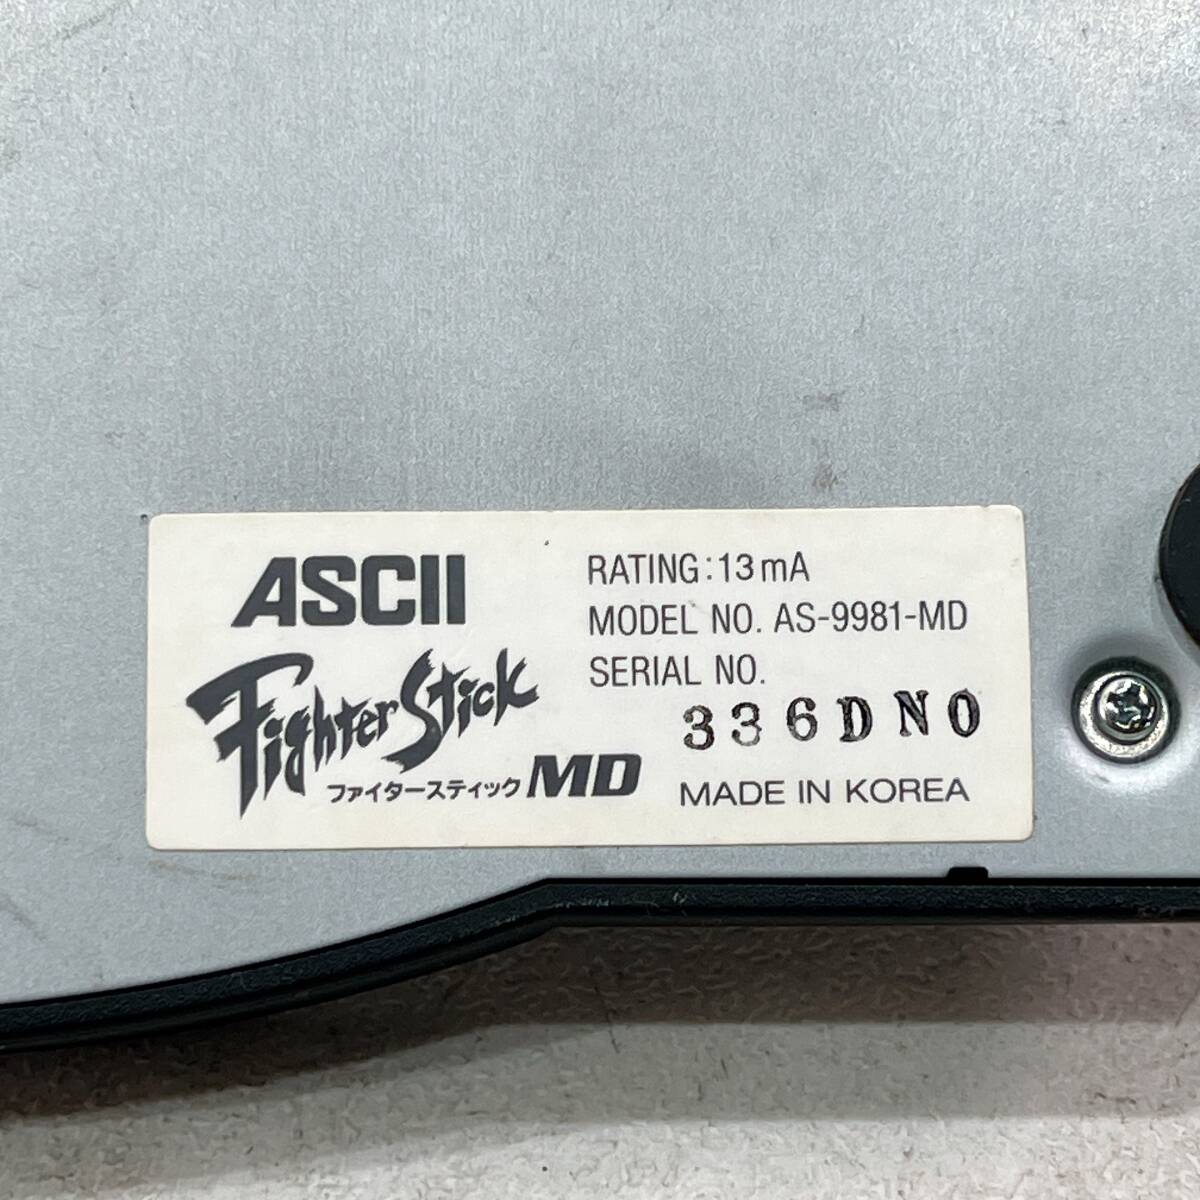 ASCII
Fighter Stick
ファイタースティック MD
RATING:13mA
MODEL NO. AS-9981-MD
SERIAL NO.
336DN0
MADE IN KOREA